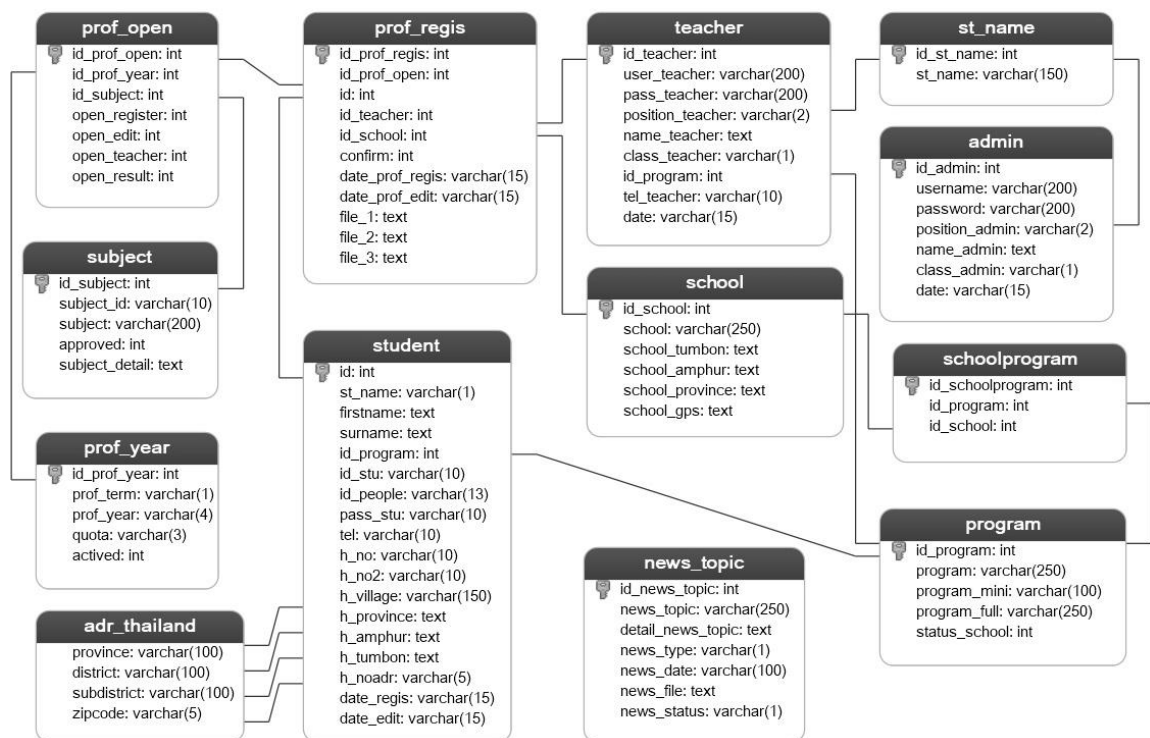 prof_open
id_prof_open: int
id_prof_year: int
id_subject: int
open_register: int
open_edit: int
open_teacher: int
open_result: int
prof_regis
id_prof_regis: int
id_prof_open: int
id: int
id_teacher: int
id_school: int
confirm: int
date_prof_regis: varchar(15)
date_prof_edit: varchar(15)
file_1: text
file_2: text
file_3: text
teacher
id_teacher: int
user_teacher: varchar(200)
pass_teacher: varchar(200)
position_teacher: varchar(2)
name_teacher: text
class_teacher: varchar(1)
id_program: int
tel_teacher: varchar(10)
date: varchar(15)
st_name
id_st_name: int
st_name: varchar(150)
admin
id_admin: int
username: varchar(200)
password: varchar(200)
position_admin: varchar(2)
name_admin: text
class_admin: varchar(1)
date: varchar(15)
subject
id_subject: int
subject_id: varchar(10)
subject: varchar(200)
approved: int
subject_detail: text
school
id_school: int
school: varchar(250)
school_tumbon: text
school_amphur: text
school_province: text
school_gps: text
student
id: int
st_name: varchar(1)
firstname: text
surname: text
id_program: int
id_stu: varchar(10)
id_people: varchar(13)
pass_stu: varchar(10)
tel: varchar(10)
h_no: varchar(10)
h_no2: varchar(10)
h_village: varchar(150)
h_province: text
h_amphur: text
h_tumbon: text
h_noadr: varchar(5)
date_regis: varchar(15)
date_edit: varchar(15)
schoolprogram
id_schoolprogram: int
id_program: int
id_school: int
prof_year
id_prof_year: int
prof_term: varchar(1)
prof_year: varchar(4)
quota: varchar(3)
actived: int
program
id_program: int
program: varchar(250)
program_mini: varchar(100)
program_full: varchar(250)
status_school: int
news_topic
id_news_topic: int
news_topic: varchar(250)
detail_news_topic: text
news_type: varchar(1)
news_date: varchar(100)
news_file: text
news_status: varchar(1)
adr_thailand
province: varchar(100)
district: varchar(100)
subdistrict: varchar(100)
zipcode: varchar(5)